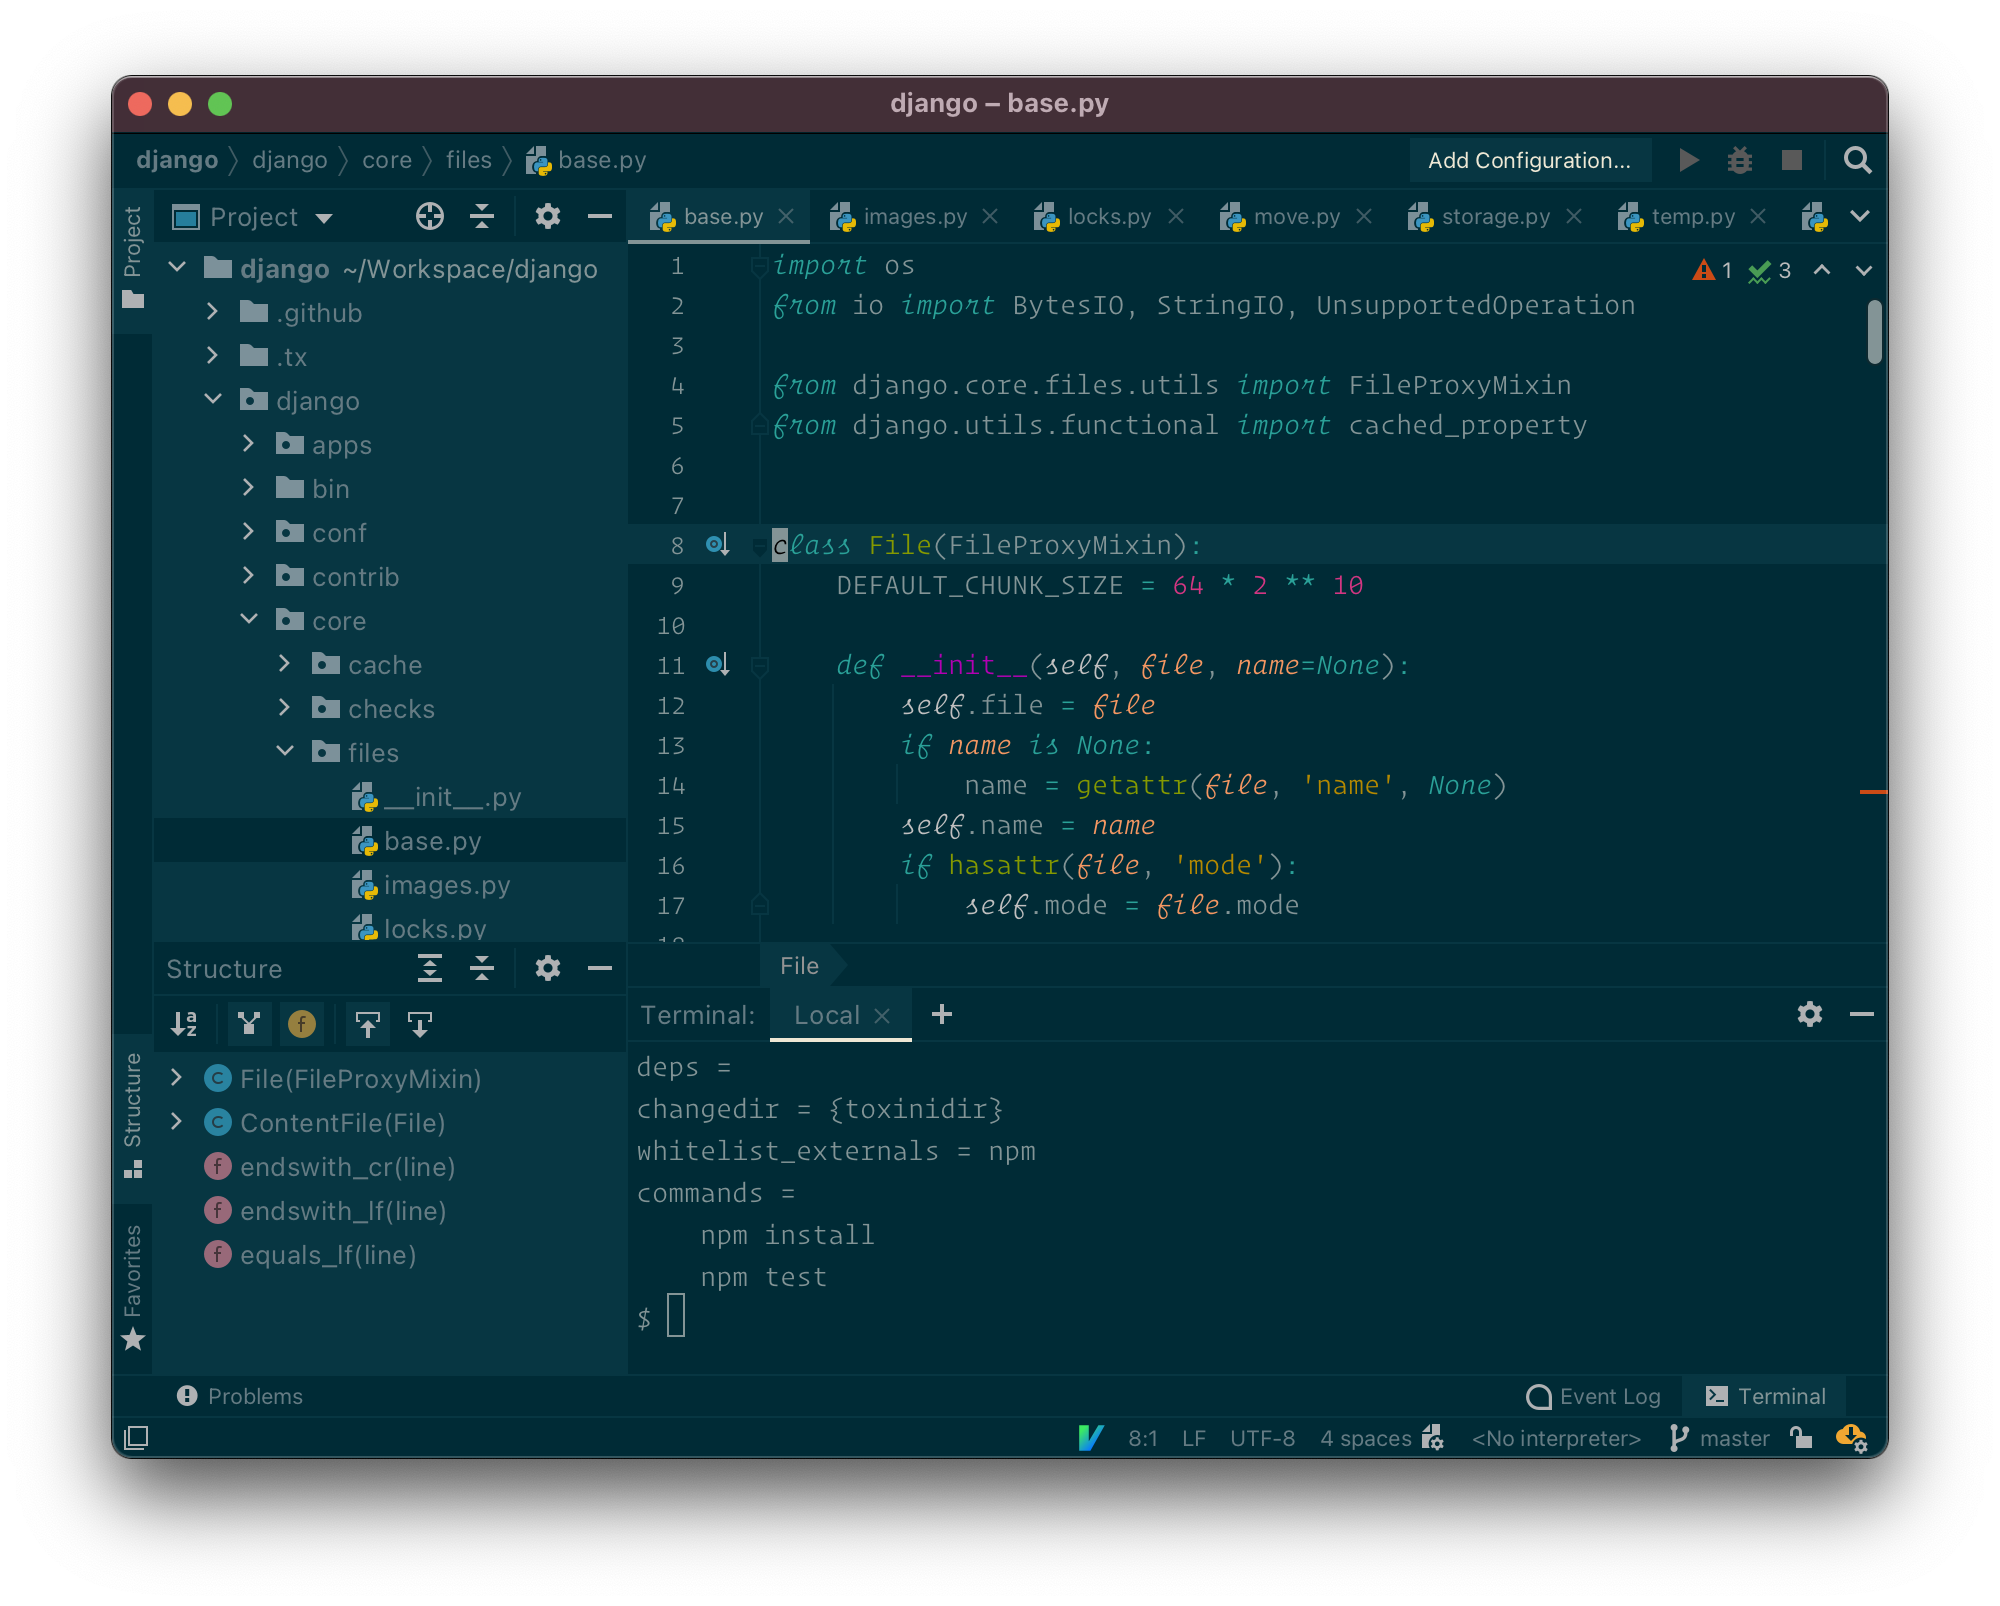 django – base.py
django django core files base.py
Add Configuration...
Project
Project
base.py images.py locks.py move.py storage.py temp.py
django ~/Workspace/django
.github
.tx
django
apps
bin
conf
contrib
core
cache
checks
files
__init__.py
base.py
images.py
locks.py
1 3
1 import os
2 from io import BytesIO, StringIO, UnsupportedOperation
3
4 from django.core.files.utils import FileProxyMixin
5 from django.utils.functional import cached_property
6
7
8 class File(FileProxyMixin):
9 DEFAULT_CHUNK_SIZE = 64 * 2 ** 10
10
11 def __init__(self, file, name=None):
12 self.file = file
13 if name is None:
14 name = getattr(file, 'name', None)
15 self.name = name
16 if hasattr(file, 'mode'):
17 self.mode = file.mode
File
Structure
Structure
File(FileProxyMixin)
ContentFile(File)
endswith_cr(line)
endswith_lf(line)
equals_lf(line)
Favorites
Terminal: Local
deps =
changedir = {toxinidir}
whitelist_externals = npm
commands =
npm install
npm test
$
Problems
Event Log Terminal
8:1 LF UTF-8 4 spaces <No interpreter> master